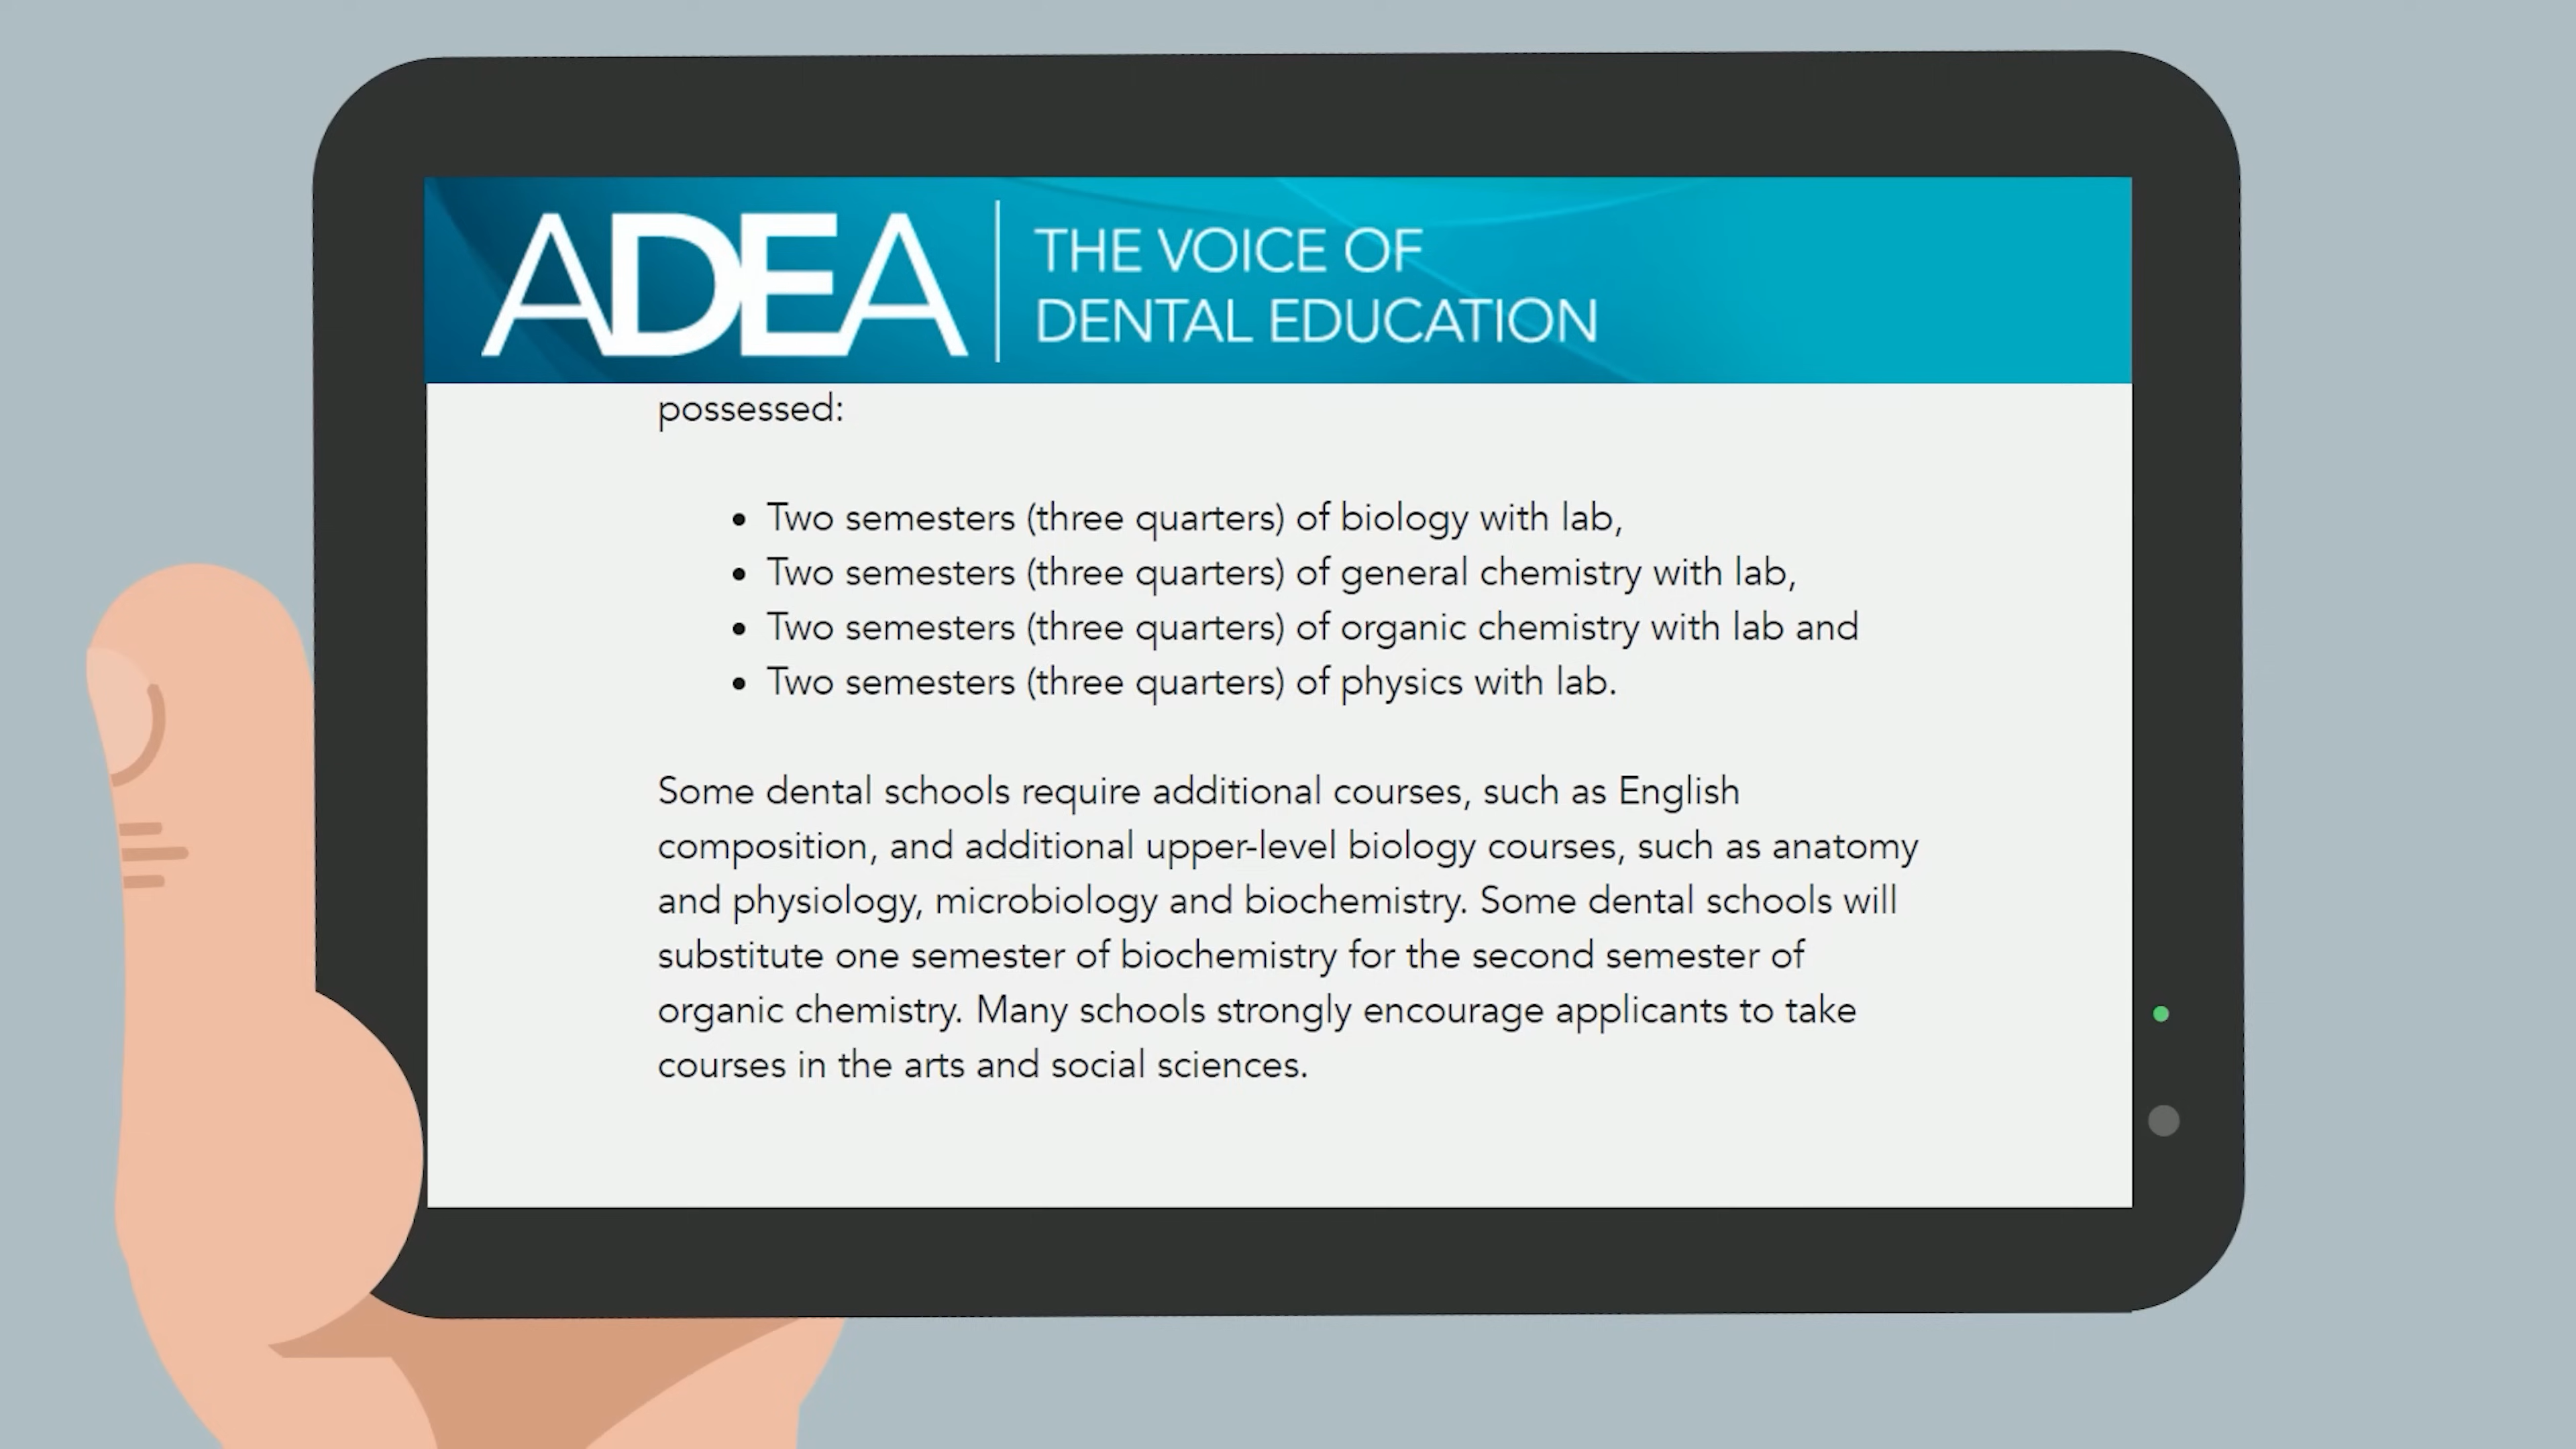 ADEA
THE VOICE OF
DENTAL EDUCATION
possessed:
• Two semesters (three quarters) of biology with lab,
• Two semesters (three quarters) of general chemistry with lab,
• Two semesters (three quarters) of organic chemistry with lab and
• Two semesters (three quarters) of physics with lab.
Some dental schools require additional courses, such as English
composition, and additional upper-level biology courses, such as anatomy
and physiology, microbiology and biochemistry. Some dental schools will
substitute one semester of biochemistry for the second semester of
organic chemistry. Many schools strongly encourage applicants to take
courses in the arts and social sciences.